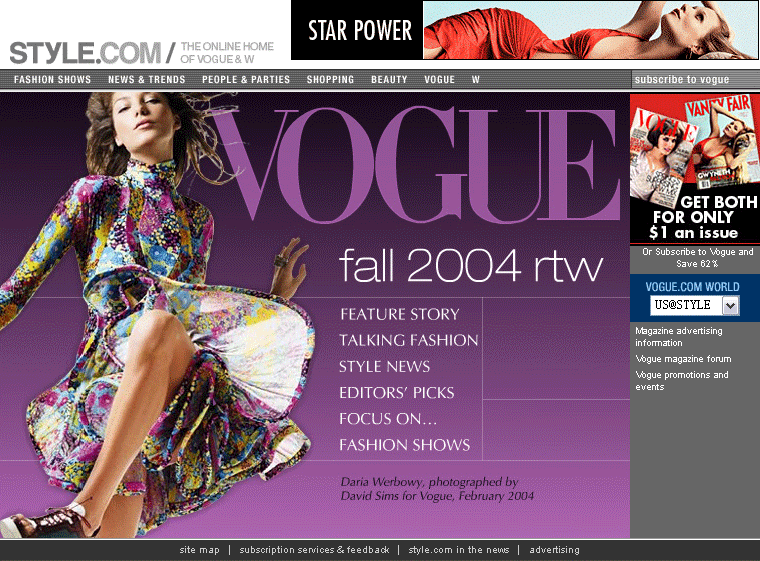 STAR POWER
STYLE.COM/
THE ONLINE HOME
OF VOGUE & W
FASHION SHOWS NEWS & TRENDS PEOPLE & PARTIES SHOPPING BEAUTY VOGUE W
subscribe to vogue
VOGUE
fall 2004 rtw
FEATURE STORY
TALKING FASHION
STYLE NEWS
EDITORS' PICKS
FOCUS ON...
FASHION SHOWS
Daria Werbowy, photographed by
David Sims for Vogue, February 2004
VOGUE
VANITY FAIR
GWYNETH
GET BOTH
FOR ONLY
$1 an issue
Or Subscribe to Vogue and
Save 62%
VOGUE.COM WORLD
US@STYLE
Magazine advertising
information
Vogue magazine forum
Vogue promotions and
events
site map | subscription services & feedback | style.com in the news | advertising